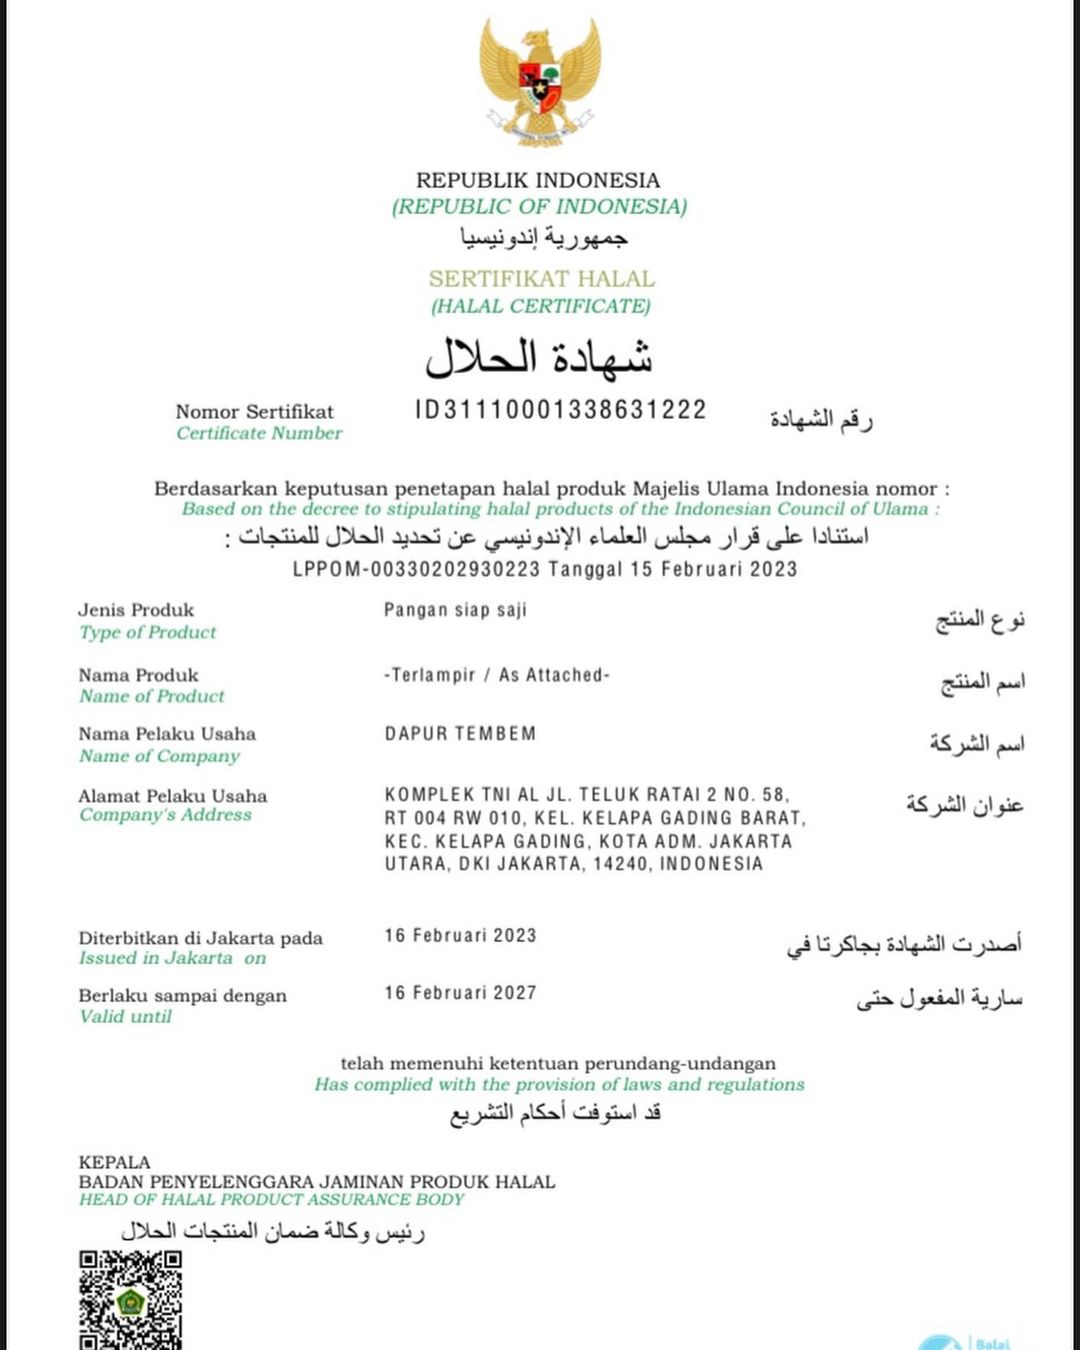 REPUBLIK INDONESIA
(REPUBLIC OF INDONESIA)
جمهورية إندونيسيا
SERTIFIKAT HALAL
(HALAL CERTIFICATE)
شهادة الحلال
Nomor Sertifikat ID31110001338631222 رقم الشهادة
Certificate Number
Berdasarkan keputusan penetapan halal produk Majelis Ulama Indonesia nomor :
Based on the decree to stipulating halal products of the Indonesian Council of Ulama :
استنادا على قرار مجلس العلماء الإندونيسي عن تحديد الحلال للمنتجات :
LPPOM-00330202930223 Tanggal 15 Februari 2023
Jenis Produk Pangan siap saji نوع المنتج
Type of Product
Nama Produk -Terlampir / As Attached- اسم المنتج
Name of Product
Nama Pelaku Usaha DAPUR TEMBEM اسم الشركة
Name of Company
Alamat Pelaku Usaha KOMPLEK TNI AL JL. TELUK RATAI 2 NO. 58, عنوان الشركة
Company's Address RT 004 RW 010, KEL. KELAPA GADING BARAT,
KEC. KELAPA GADING, KOTA ADM. JAKARTA
UTARA, DKI JAKARTA, 14240, INDONESIA
Diterbitkan di Jakarta pada 16 Februari 2023 أصدرت الشهادة بجاكرتا في
Issued in Jakarta on
Berlaku sampai dengan 16 Februari 2027 سارية المفعول حتى
Valid until
telah memenuhi ketentuan perundang-undangan
Has complied with the provision of laws and regulations
قد استوفت أحكام التشريع
KEPALA
BADAN PENYELENGGARA JAMINAN PRODUK HALAL
HEAD OF HALAL PRODUCT ASSURANCE BODY
رئيس وكالة ضمان المنتجات الحلال
Balai